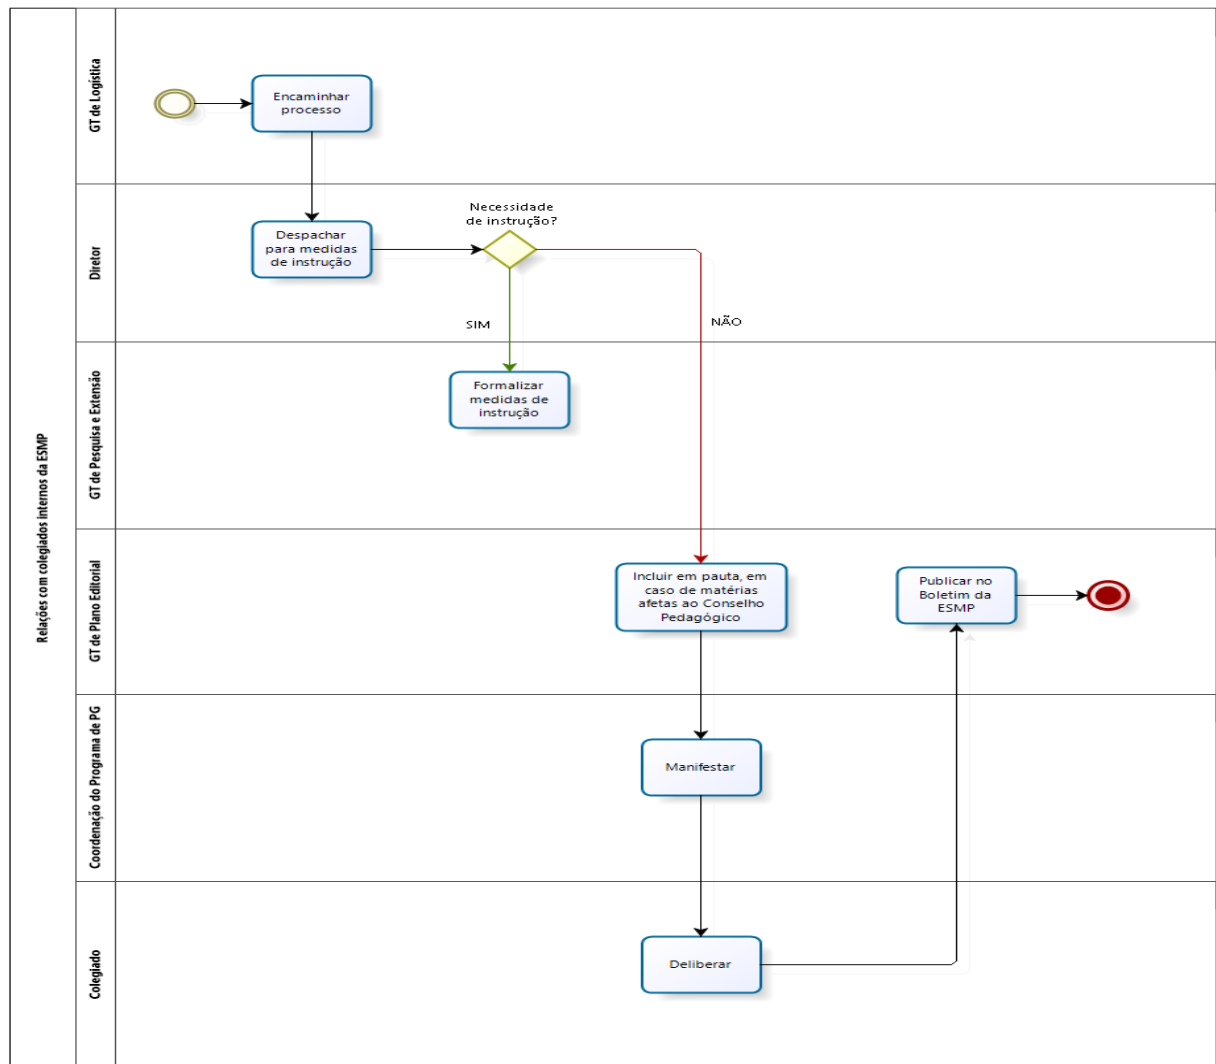 Relações com colegiados internos da ESMP
GT de Logística
Encaminhar
processo
Diretor
Despachar
para medidas
de instrução
Necessidade
de instrução?
SIM
NÃO
GT de Pesquisa e Extensão
Formalizar
medidas de
instrução
GT de Plano Editorial
Incluir em pauta, em
caso de matérias
afetas ao Conselho
Pedagógico
Publicar no
Boletim da
ESMP
Coordenação do Programa de PG
Manifestar
Colegiado
Deliberar